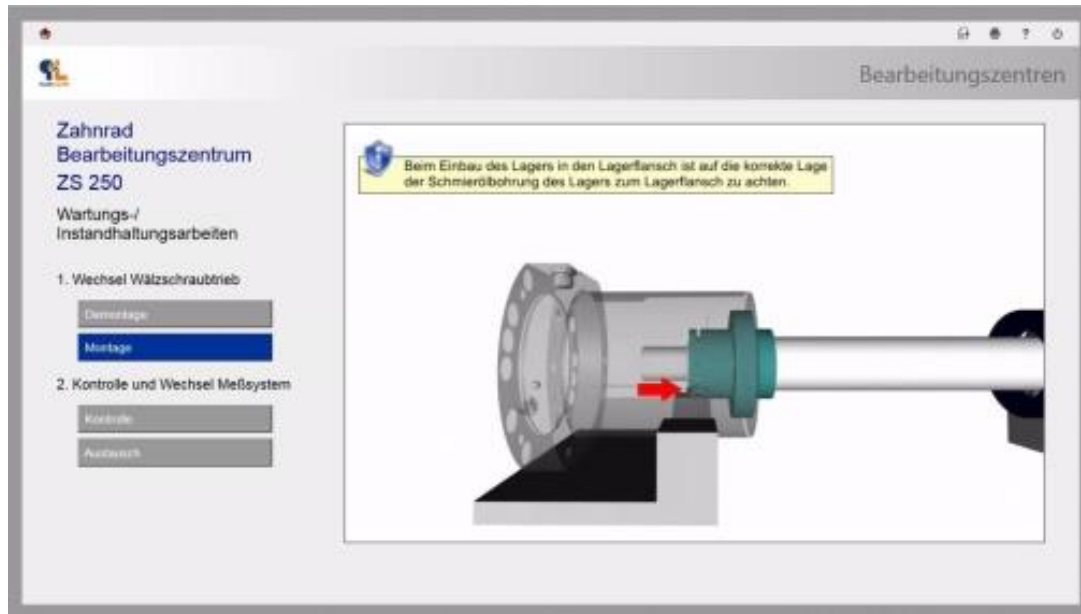 Bearbeitungszentren
Zahnrad
Bearbeitungszentrum
ZS 250
Wartungs-/
Instandhaltungsarbeiten
1. Wechsel Wälzschraubtrieb
Demontage
Montage
2. Kontrolle und Wechsel Meßsystem
Kontrolle
Austausch
Beim Einbau des Lagers in den Lagerflansch ist auf die korrekte Lage
der Schmierölbohrung des Lagers zum Lagerflansch zu achten.